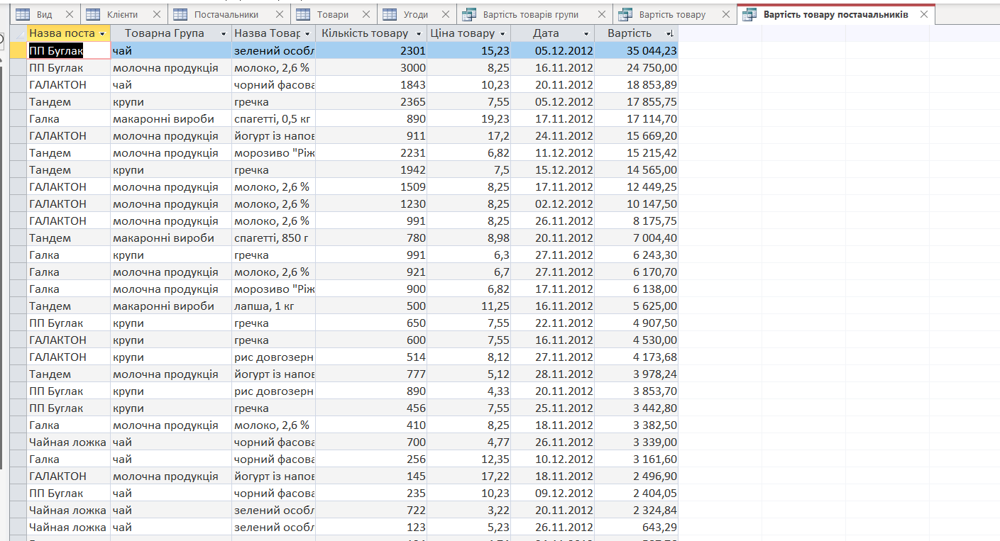 Вид Клієнти Постачальники Товари Угоди Вартість товарів групи Вартість товару Вартість товару постачальників
Назва поста Товарна Група Назва Товар Кількість товару Ціна товару Дата Вартість
ПП Буглак чай зелений особл 2301 15,23 05.12.2012 35 044,23
ПП Буглак молочна продукція молоко, 2,6 % 3000 8,25 16.11.2012 24 750,00
ГАЛАКТОН чай чорний фасова 1843 10,23 20.11.2012 18 853,89
Тандем крупи гречка 2365 7,55 05.12.2012 17 855,75
Галка макаронні вироби спагетті, 0,5 кг 890 19,23 17.11.2012 17 114,70
ГАЛАКТОН молочна продукція йогурт із напов 911 17,2 24.11.2012 15 669,20
Тандем молочна продукція морозиво "Ріж 2231 6,82 11.12.2012 15 215,42
Тандем крупи гречка 1942 7,5 15.12.2012 14 565,00
ГАЛАКТОН молочна продукція молоко, 2,6 % 1509 8,25 17.11.2012 12 449,25
ГАЛАКТОН молочна продукція молоко, 2,6 % 1230 8,25 02.12.2012 10 147,50
ГАЛАКТОН молочна продукція молоко, 2,6 % 991 8,25 26.11.2012 8 175,75
Тандем макаронні вироби спагетті, 850 г 780 8,98 20.11.2012 7 004,40
Галка крупи гречка 991 6,3 27.11.2012 6 243,30
Галка молочна продукція молоко, 2,6 % 921 6,7 27.11.2012 6 170,70
Галка молочна продукція морозиво "Ріж 900 6,82 17.11.2012 6 138,00
Тандем макаронні вироби лапша, 1 кг 500 11,25 16.11.2012 5 625,00
ПП Буглак крупи гречка 650 7,55 22.11.2012 4 907,50
ГАЛАКТОН крупи гречка 600 7,55 16.11.2012 4 530,00
ГАЛАКТОН крупи рис довгозерн 514 8,12 27.11.2012 4 173,68
Тандем молочна продукція йогурт із напов 777 5,12 28.11.2012 3 978,24
ПП Буглак крупи рис довгозерн 890 4,33 20.11.2012 3 853,70
ПП Буглак крупи гречка 456 7,55 25.11.2012 3 442,80
Галка молочна продукція молоко, 2,6 % 410 8,25 18.11.2012 3 382,50
Чайная ложка чай чорний фасова 700 4,77 26.11.2012 3 339,00
Галка чай чорний фасова 256 12,35 10.12.2012 3 161,60
ГАЛАКТОН молочна продукція йогурт із напов 145 17,22 18.11.2012 2 496,90
ПП Буглак чай чорний фасова 235 10,23 09.12.2012 2 404,05
Чайная ложка чай зелений особл 722 3,22 20.11.2012 2 324,84
Чайная ложка чай зелений особл 123 5,23 26.11.2012 643,29